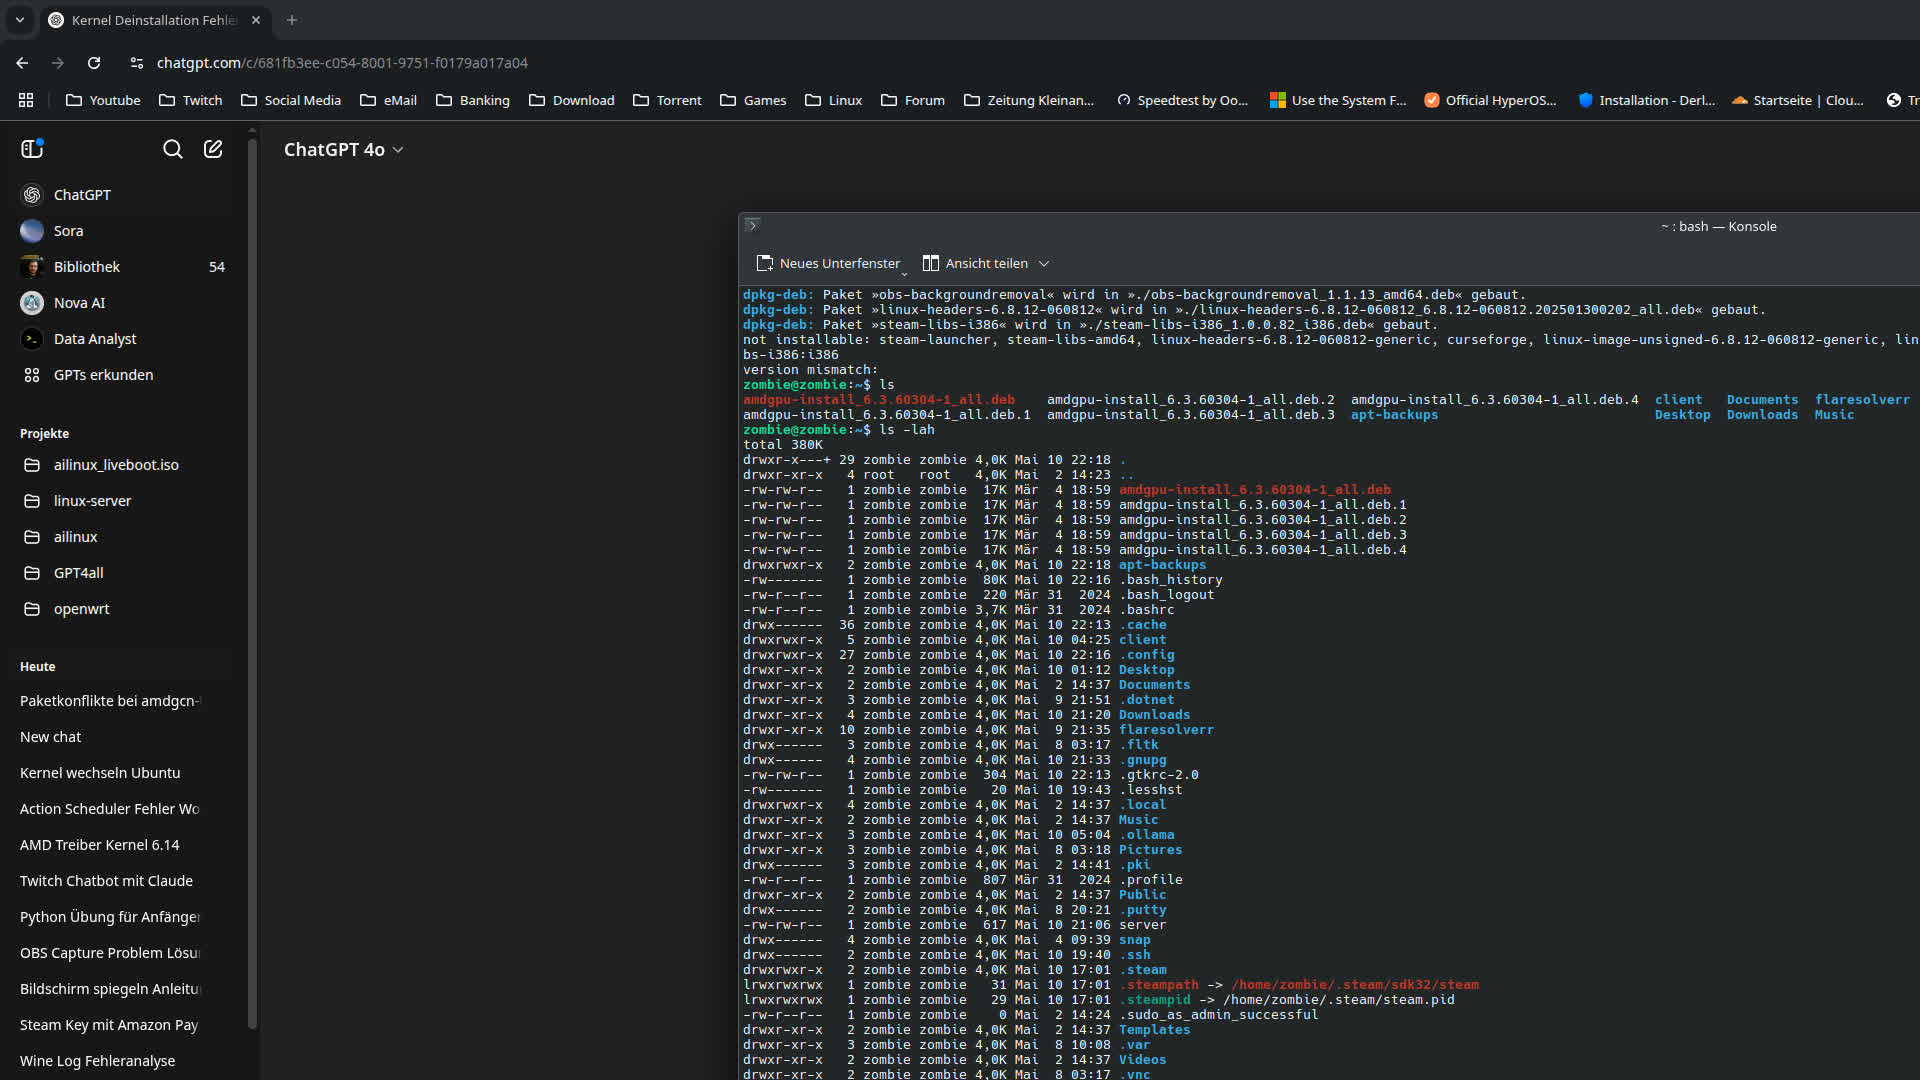 Kernel Deinstallation Fehle
chatgpt.com/c/681fb3ee-c054-8001-9751-f0179a017a04
Youtube Twitch Social Media eMail Banking Download Torrent Games Linux Forum Zeitung Kleinan... Speedtest by Oo... Use the System F... Official HyperOS... Installation - Derl... Startseite | Clou... Tr
ChatGPT 4o
ChatGPT
Sora
Bibliothek 54
Nova AI
Data Analyst
GPTs erkunden
Projekte
ailinux_liveboot.iso
linux-server
ailinux
GPT4all
openwrt
Heute
Paketkonflikte bei amdgcn-
New chat
Kernel wechseln Ubuntu
Action Scheduler Fehler Wo
AMD Treiber Kernel 6.14
Twitch Chatbot mit Claude
Python Übung für Anfänger
OBS Capture Problem Lösu
Bildschirm spiegeln Anleitu
Steam Key mit Amazon Pay
Wine Log Fehleranalyse
~ : bash — Konsole
Neues Unterfenster Ansicht teilen
dpkg-deb: Paket »obs-backgroundremoval« wird in »./obs-backgroundremoval_1.1.13_amd64.deb« gebaut.
dpkg-deb: Paket »linux-headers-6.8.12-060812« wird in »./linux-headers-6.8.12-060812_6.8.12-060812.202501300202_all.deb« gebaut.
dpkg-deb: Paket »steam-libs-i386« wird in »./steam-libs-i386_1.0.0.82_i386.deb« gebaut.
not installable: steam-launcher, steam-libs-amd64, linux-headers-6.8.12-060812-generic, curseforge, linux-image-unsigned-6.8.12-060812-generic, lin
bs-i386:i386
version mismatch:
zombie@zombie:~$ ls
amdgpu-install_6.3.60304-1_all.deb amdgpu-install_6.3.60304-1_all.deb.2 amdgpu-install_6.3.60304-1_all.deb.4 client Documents flaresolverr
amdgpu-install_6.3.60304-1_all.deb.1 amdgpu-install_6.3.60304-1_all.deb.3 apt-backups Desktop Downloads Music
zombie@zombie:~$ ls -lah
total 380K
drwxr-x---+ 29 zombie zombie 4,0K Mai 10 22:18 .
drwxr-xr-x 4 root root 4,0K Mai 2 14:23 ..
-rw-rw-r-- 1 zombie zombie 17K Mär 4 18:59 amdgpu-install_6.3.60304-1_all.deb
-rw-rw-r-- 1 zombie zombie 17K Mär 4 18:59 amdgpu-install_6.3.60304-1_all.deb.1
-rw-rw-r-- 1 zombie zombie 17K Mär 4 18:59 amdgpu-install_6.3.60304-1_all.deb.2
-rw-rw-r-- 1 zombie zombie 17K Mär 4 18:59 amdgpu-install_6.3.60304-1_all.deb.3
-rw-rw-r-- 1 zombie zombie 17K Mär 4 18:59 amdgpu-install_6.3.60304-1_all.deb.4
drwxrwxr-x 2 zombie zombie 4,0K Mai 10 22:18 apt-backups
-rw------- 1 zombie zombie 80K Mai 10 22:16 .bash_history
-rw-r--r-- 1 zombie zombie 220 Mär 31 2024 .bash_logout
-rw-r--r-- 1 zombie zombie 3,7K Mär 31 2024 .bashrc
drwx------ 36 zombie zombie 4,0K Mai 10 22:13 .cache
drwxrwxr-x 5 zombie zombie 4,0K Mai 10 04:25 client
drwxrwxr-x 27 zombie zombie 4,0K Mai 10 22:16 .config
drwxr-xr-x 2 zombie zombie 4,0K Mai 10 01:12 Desktop
drwxr-xr-x 2 zombie zombie 4,0K Mai 2 14:37 Documents
drwxr-xr-x 3 zombie zombie 4,0K Mai 9 21:51 .dotnet
drwxr-xr-x 4 zombie zombie 4,0K Mai 10 21:20 Downloads
drwxr-xr-x 10 zombie zombie 4,0K Mai 9 21:35 flaresolverr
drwx------ 3 zombie zombie 4,0K Mai 8 03:17 .fltk
drwx------ 4 zombie zombie 4,0K Mai 10 21:33 .gnupg
-rw-rw-r-- 1 zombie zombie 304 Mai 10 22:13 .gtkrc-2.0
-rw------- 1 zombie zombie 20 Mai 10 19:43 .lesshst
drwxrwxr-x 4 zombie zombie 4,0K Mai 2 14:37 .local
drwxr-xr-x 2 zombie zombie 4,0K Mai 2 14:37 Music
drwxr-xr-x 3 zombie zombie 4,0K Mai 10 05:04 .ollama
drwxr-xr-x 3 zombie zombie 4,0K Mai 8 03:18 Pictures
drwx------ 3 zombie zombie 4,0K Mai 2 14:41 .pki
-rw-r--r-- 1 zombie zombie 807 Mär 31 2024 .profile
drwxr-xr-x 2 zombie zombie 4,0K Mai 2 14:37 Public
drwx------ 2 zombie zombie 4,0K Mai 8 20:21 .putty
-rw-rw-r-- 1 zombie zombie 617 Mai 10 21:06 server
drwx------ 4 zombie zombie 4,0K Mai 4 09:39 snap
drwx------ 2 zombie zombie 4,0K Mai 10 19:40 .ssh
drwxrwxr-x 2 zombie zombie 4,0K Mai 10 17:01 .steam
lrwxrwxrwx 1 zombie zombie 31 Mai 10 17:01 .steampath -> /home/zombie/.steam/sdk32/steam
lrwxrwxrwx 1 zombie zombie 29 Mai 10 17:01 .steampid -> /home/zombie/.steam/steam.pid
-rw-r--r-- 1 zombie zombie 0 Mai 2 14:24 .sudo_as_admin_successful
drwxr-xr-x 2 zombie zombie 4,0K Mai 2 14:37 Templates
drwxr-xr-x 3 zombie zombie 4,0K Mai 8 10:08 .var
drwxr-xr-x 2 zombie zombie 4,0K Mai 2 14:37 Videos
drwxr-xr-x 2 zombie zombie 4,0K Mai 8 03:17 .vnc